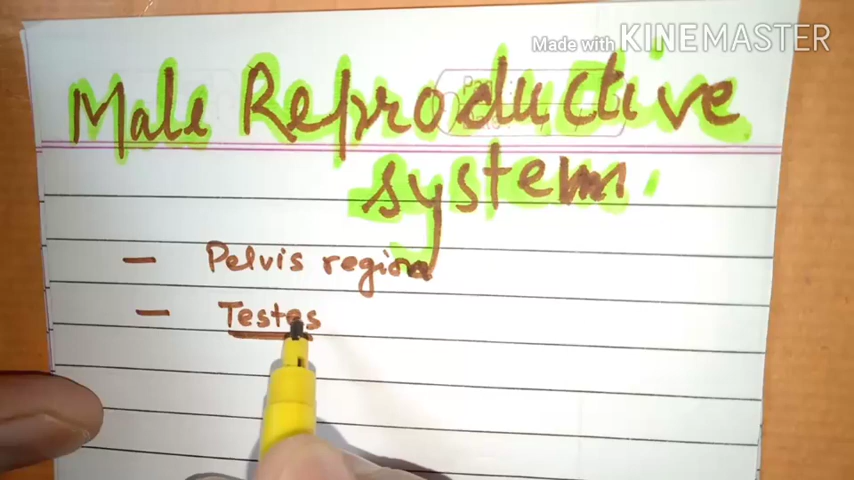 Made with KINEMASTER
Male Reproductive
system.
– Pelvis region
– Testes